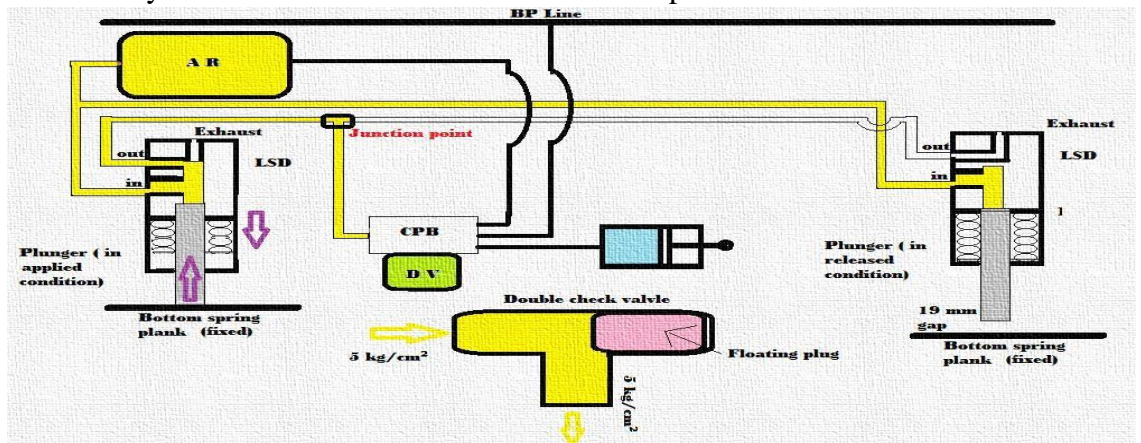 BP Line
A R
Exhaust
Junction point
Exhaust
out
LSD
out
LSD
in
in
CPB
Plunger ( in
applied
condition)
Plunger ( in
released
condition)
D V
Double check valvle
19 mm
gap
Bottom spring
plank (fixed)
Bottom spring
plank (fixed)
5 kg/cm²
Floating plug
5 kg/cm²